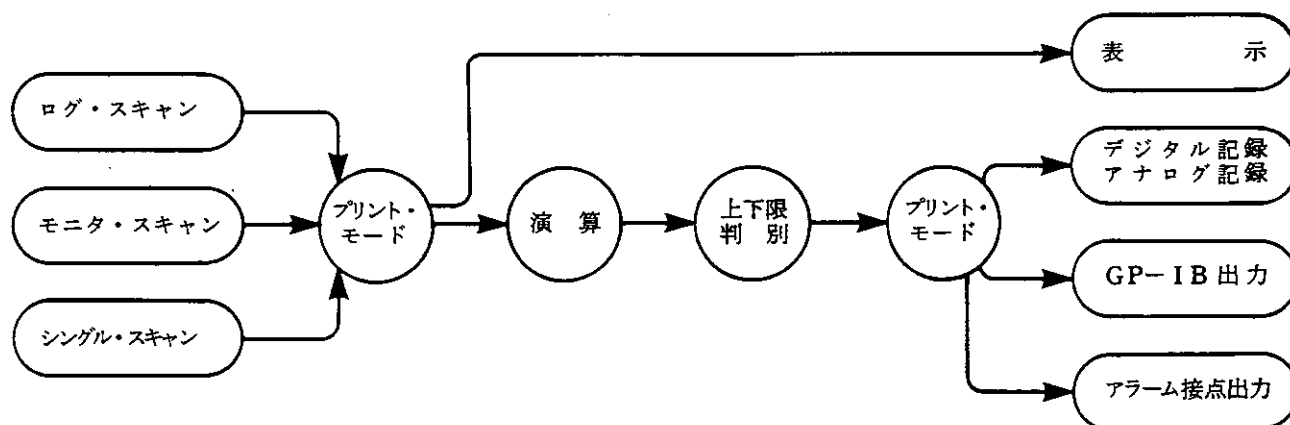 ログ・スキャン
モニタ・スキャン
シングル・スキャン
プリント・
モード
演算
上下限
判別
プリント・
モード
表示
デジタル記録
アナログ記録
GP－IB出力
アラーム接点出力